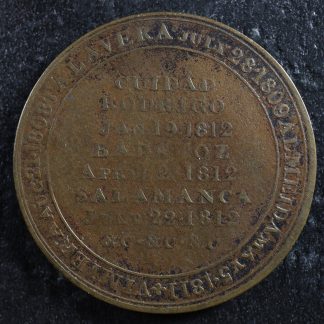 VIMIERA AUG 21 1808 TALAVERA JULY 28 1809 ALMEIDA MAY 5 1811
CUIDAD
RODRIGO
JAN 19.1812
BADAJOZ
APRIL 6.1812
SALAMANCA
JULY 22.1812
&C.&C.&C.